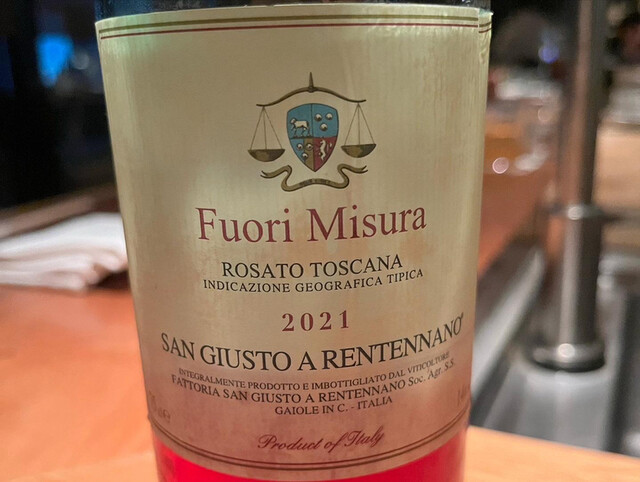 Fuori Misura
ROSATO TOSCANA
INDICAZIONE GEOGRAFICA TIPICA
2021
SAN GIUSTO A RENTENNANO
INTEGRALMENTE PRODOTTO E IMBOTTIGLIATO DAL VITICOLTORE
FATTORIA SAN GIUSTO A RENTENNANO Soc. Agr. S.S.
GAIOLE IN C. - ITALIA
Product of Italy